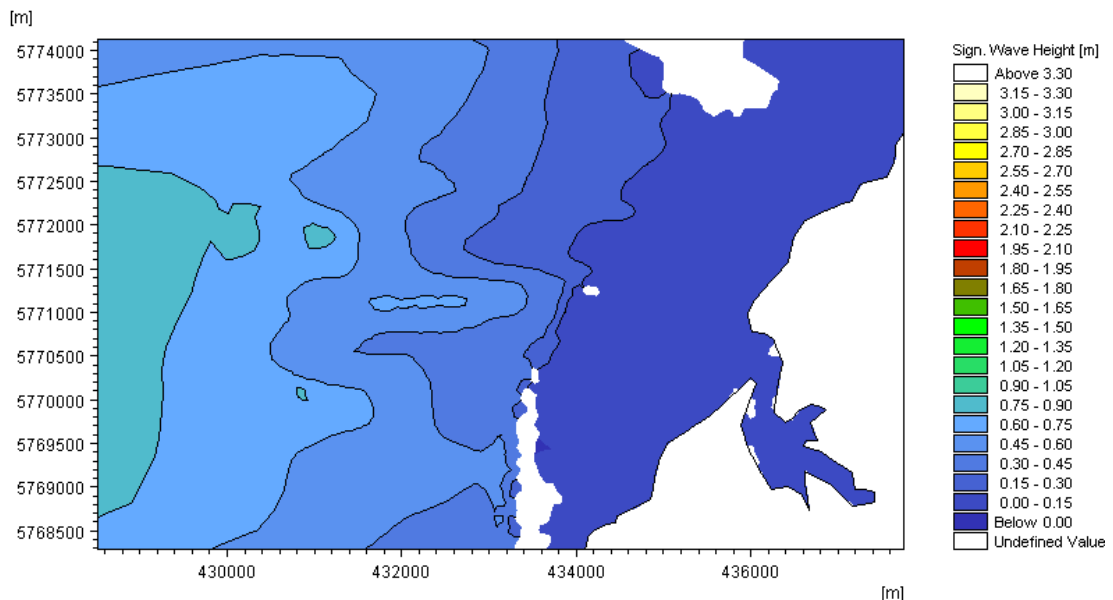 [m]
5774000
5773500
5773000
5772500
5772000
5771500
5771000
5770500
5770000
5769500
5769000
5768500
430000 432000 434000 436000
[m]
Sign. Wave Height [m]
Above 3.30
3.15 - 3.30
3.00 - 3.15
2.85 - 3.00
2.70 - 2.85
2.55 - 2.70
2.40 - 2.55
2.25 - 2.40
2.10 - 2.25
1.95 - 2.10
1.80 - 1.95
1.65 - 1.80
1.50 - 1.65
1.35 - 1.50
1.20 - 1.35
1.05 - 1.20
0.90 - 1.05
0.75 - 0.90
0.60 - 0.75
0.45 - 0.60
0.30 - 0.45
0.15 - 0.30
0.00 - 0.15
Below 0.00
Undefined Value